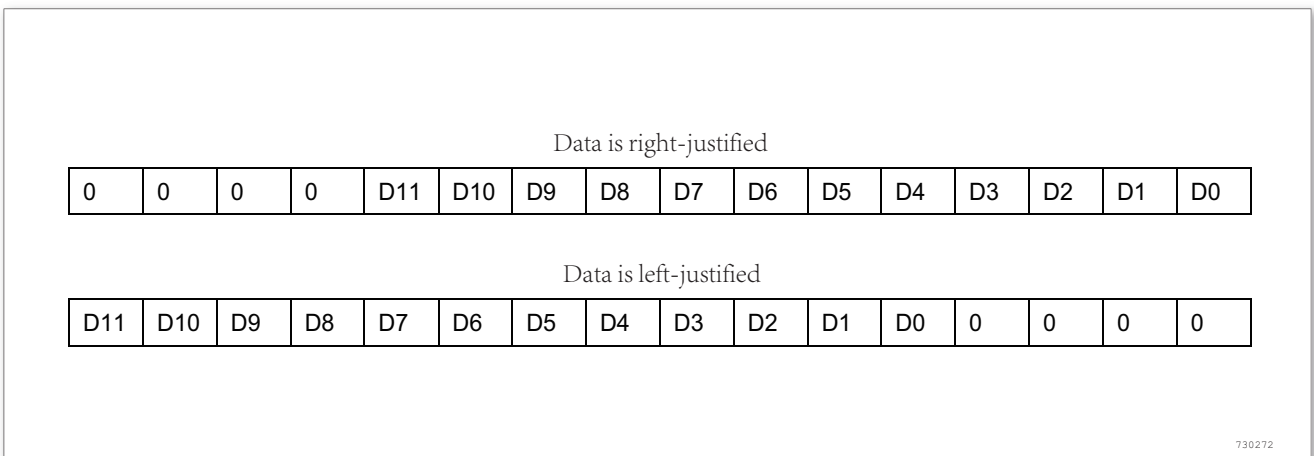 Data is right-justified
0 0 0 0 D11 D10 D9 D8 D7 D6 D5 D4 D3 D2 D1 D0
Data is left-justified
D11 D10 D9 D8 D7 D6 D5 D4 D3 D2 D1 D0 0 0 0 0
730272